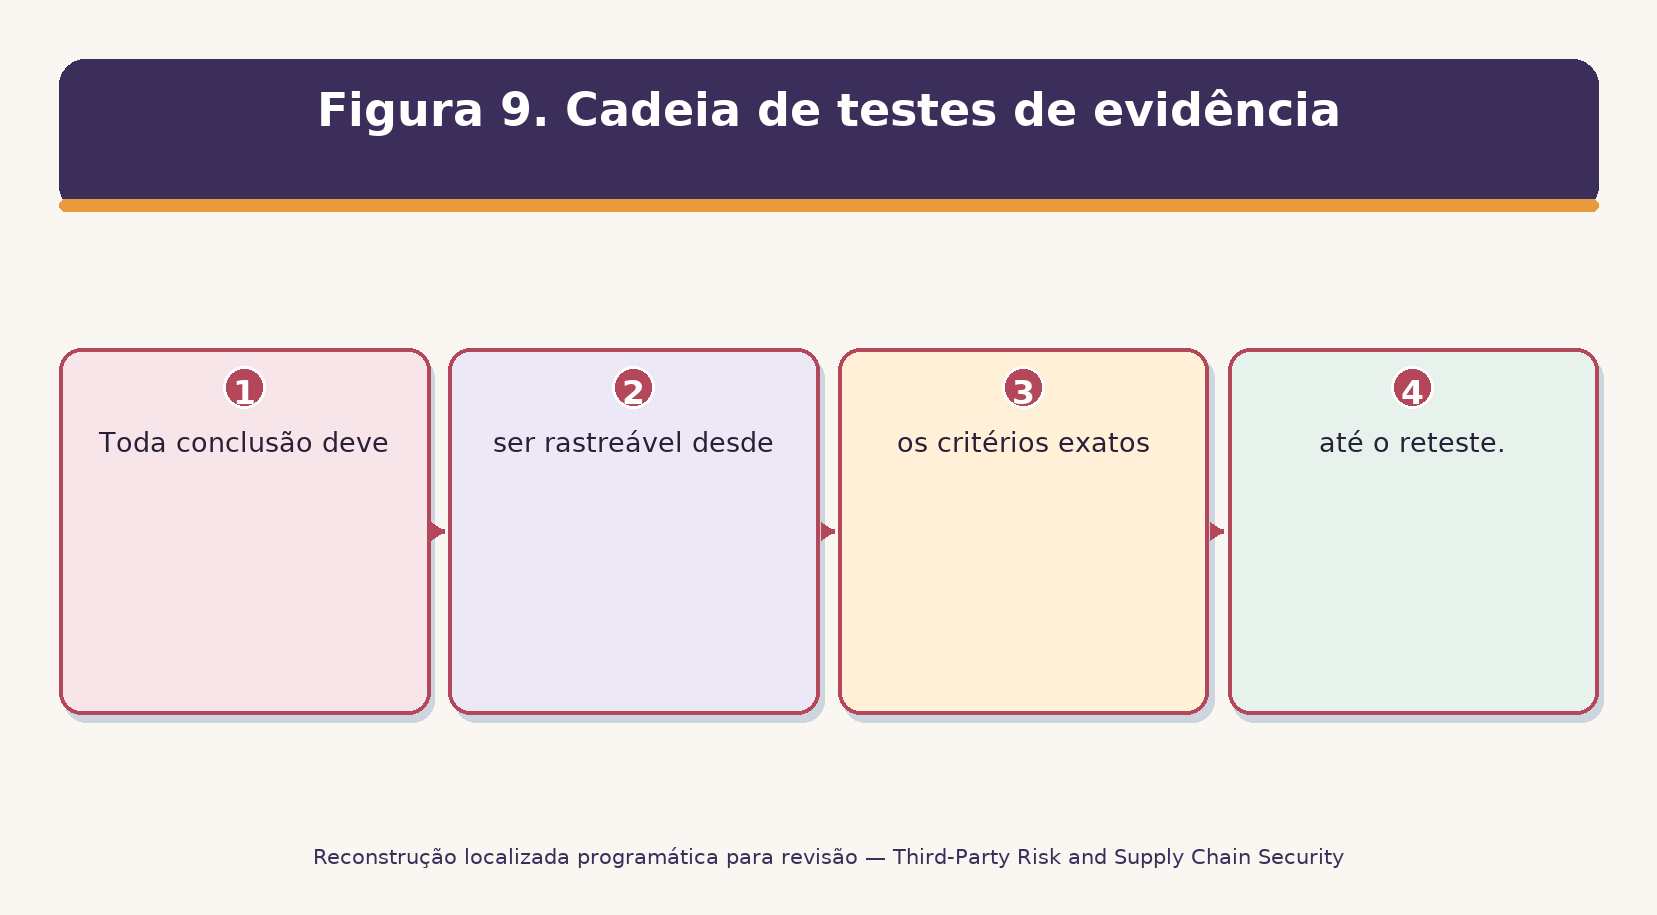 Figura 9. Cadeia de testes de evidência
1
Toda conclusão deve
2
ser rastreável desde
3
os critérios exatos
4
até o reteste.
Reconstrução localizada programática para revisão — Third-Party Risk and Supply Chain Security